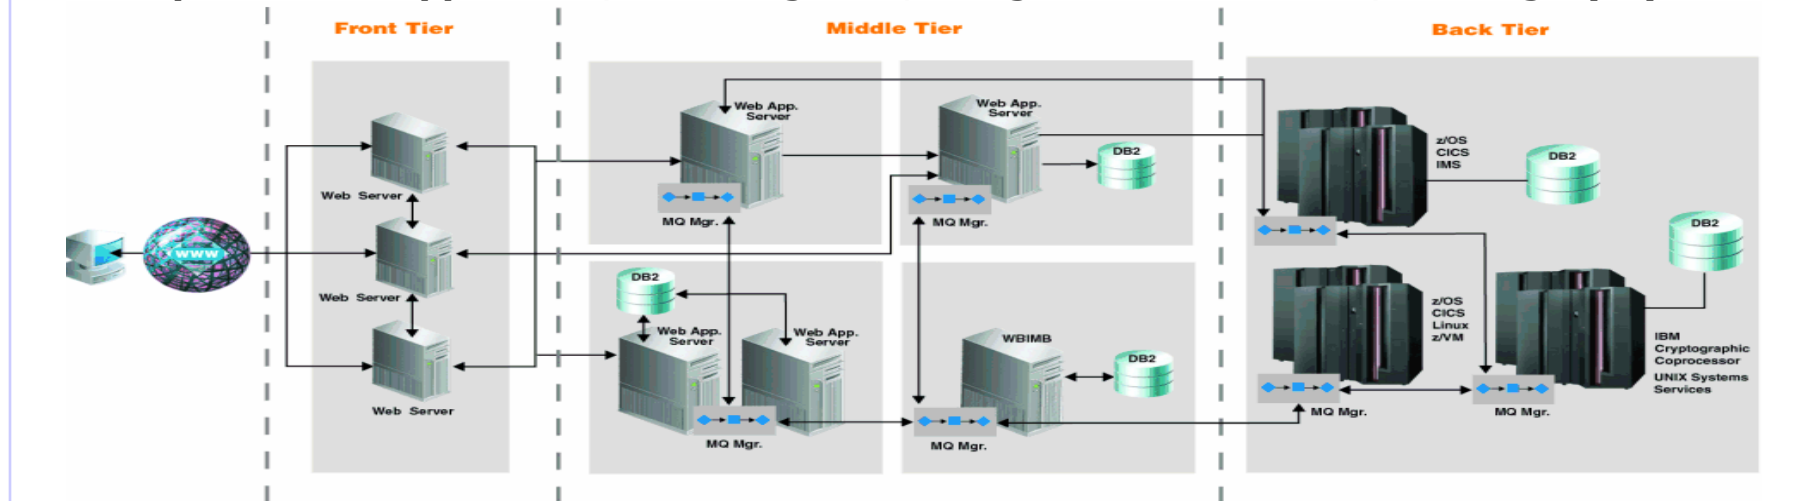 Front Tier
Middle Tier
Back Tier
Web App.
Server
Web App.
Server
DB2
z/OS
CICS
IMS
DB2
Web Server
MQ Mgr.
MQ Mgr.
DB2
WWW
DB2
Web Server
Web App.
Server
Web App.
Server
WBIMB
DB2
z/OS
CICS
Linux
z/VM
IBM
Cryptographic
Coprocessor
UNIX Systems
Services
Web Server
MQ Mgr.
MQ Mgr.
MQ Mgr.
MQ Mgr.